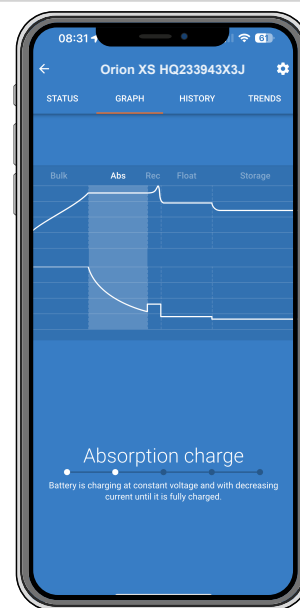 08:31
61
Orion XS HQ233943X3J
STATUS GRAPH HISTORY TRENDS
Bulk Abs Rec Float Storage
Absorption charge
Battery is charging at constant voltage and with decreasing
current until it is fully charged.